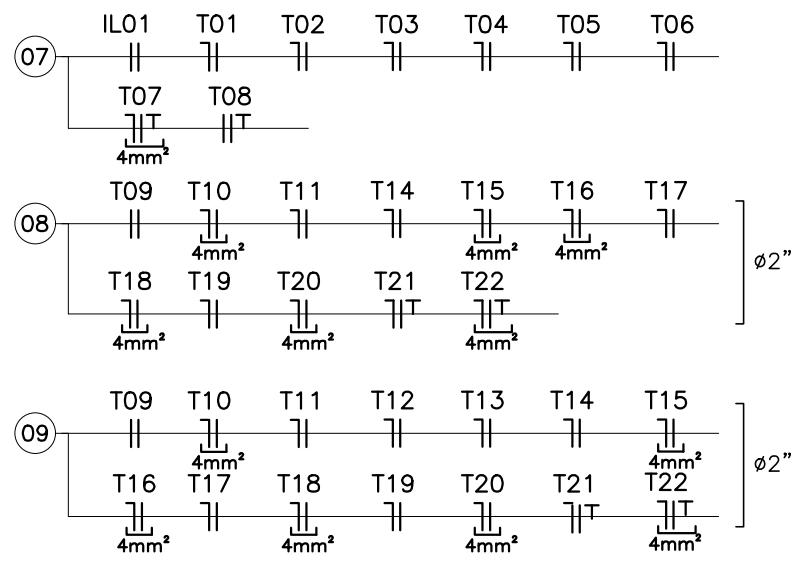 IL01 T01 T02 T03 T04 T05 T06
07
T07 T08
4mm²
T09 T10 T11 T14 T15 T16 T17
08
4mm² 4mm² 4mm²
ø2”
T18 T19 T20 T21 T22
4mm² 4mm² 4mm²
T09 T10 T11 T12 T13 T14 T15
09
4mm² 4mm²
ø2”
T16 T17 T18 T19 T20 T21 T22
4mm² 4mm² 4mm² 4mm²